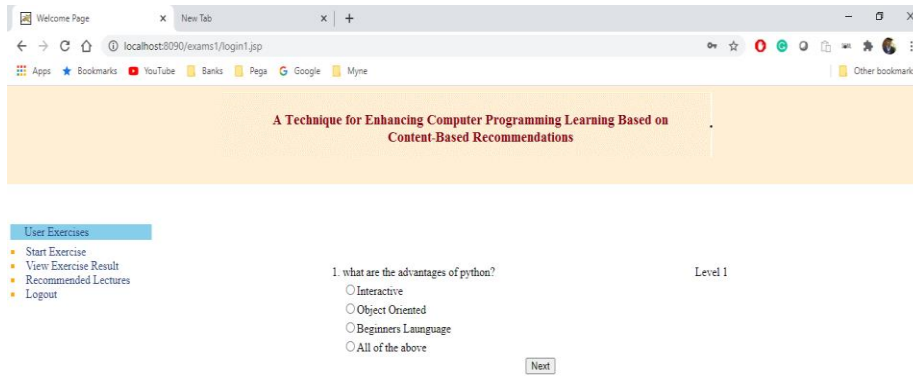 Welcome Page
New Tab
localhost:8090/exams1/login1.jsp
Apps Bookmarks YouTube Banks Pega Google Myne Other bookmark
A Technique for Enhancing Computer Programming Learning Based on
Content-Based Recommendations
User Exercises
Start Exercise
View Exercise Result
Recommended Lectures
Logout
1. what are the advantages of python? Level 1
Interactive
Object Oriented
Beginners Launguage
All of the above
Next